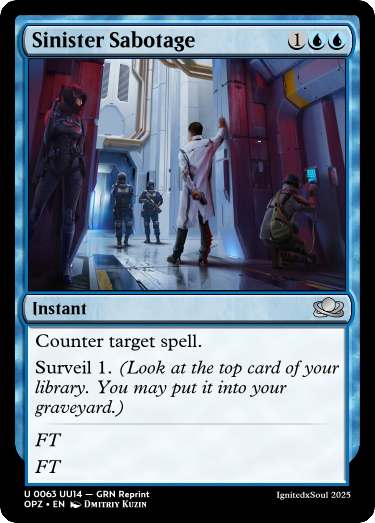 Sinister Sabotage 1
Instant
Counter target spell.
Surveil 1. (Look at the top card of your
library. You may put it into your
graveyard.)
FT
FT
U 0063 UU14 — GRN Reprint
OPZ • EN Dmitriy Kuzin
IgnitedxSoul 2025